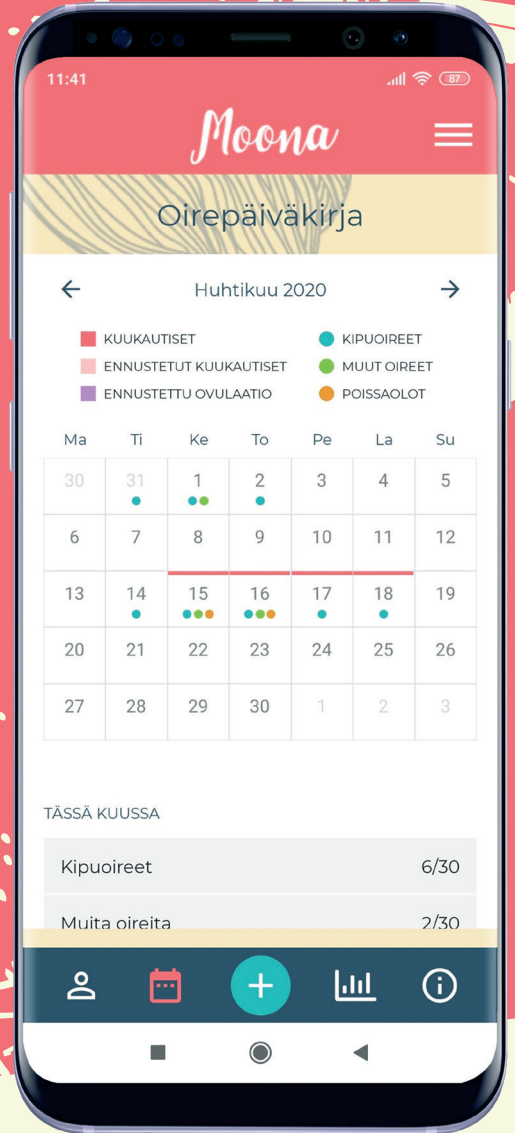 11:41
87
Moona
Oirepäiväkirja
Huhtikuu 2020
KUUKAUTISET
KIPUOIREET
ENNUSTETUT KUUKAUTISET
MUUT OIREET
ENNUSTETTU OVULAATIO
POISSAOLOT
Ma Ti Ke To Pe La Su
30 31 1 2 3 4 5
6 7 8 9 10 11 12
13 14 15 16 17 18 19
20 21 22 23 24 25 26
27 28 29 30 1 2 3
TÄSSÄ KUUSSA
Kipuoireet 6/30
Muita oireita 2/30